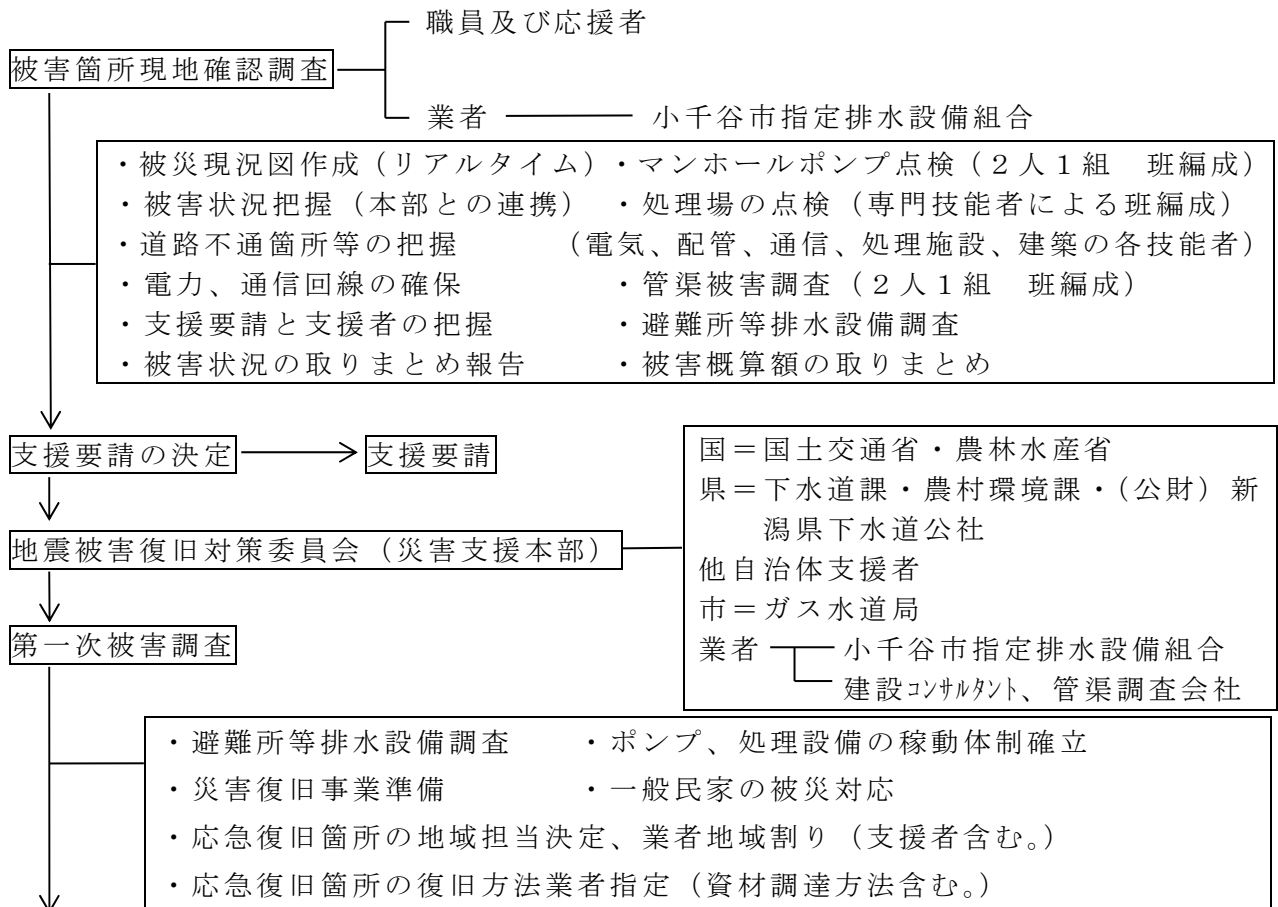 職員及び応援者
被害箇所現地確認調査
業者 小千谷市指定排水設備組合
・被災現況図作成（リアルタイム）・マンホールポンプ点検（２人１組　班編成）
・被害状況把握（本部との連携）　・処理場の点検（専門技能者による班編成）
・道路不通箇所等の把握　（電気、配管、通信、処理施設、建築の各技能者）
・電力、通信回線の確保　・管渠被害調査（２人１組　班編成）
・支援要請と支援者の把握　・避難所等排水設備調査
・被害状況の取りまとめ報告　・被害概算額の取りまとめ
支援要請の決定 支援要請
国＝国土交通省・農林水産省
県＝下水道課・農村環境課・（公財）新
潟県下水道公社
他自治体支援者
市＝ガス水道局
業者 小千谷市指定排水設備組合
建設ｺﾝｻﾙﾀﾝﾄ、管渠調査会社
地震被害復旧対策委員会（災害支援本部）
第一次被害調査
・避難所等排水設備調査　・ポンプ、処理設備の稼動体制確立
・災害復旧事業準備　・一般民家の被災対応
・応急復旧箇所の地域担当決定、業者地域割り（支援者含む。）
・応急復旧箇所の復旧方法業者指定（資材調達方法含む。）